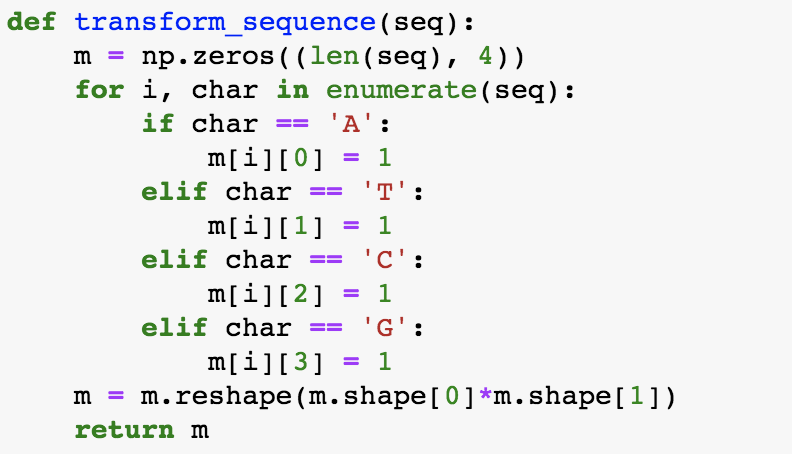 def transform_sequence(seq):
    m = np.zeros((len(seq), 4))
    for i, char in enumerate(seq):
        if char == 'A':
            m[i][0] = 1
        elif char == 'T':
            m[i][1] = 1
        elif char == 'C':
            m[i][2] = 1
        elif char == 'G':
            m[i][3] = 1
    m = m.reshape(m.shape[0]*m.shape[1])
    return m